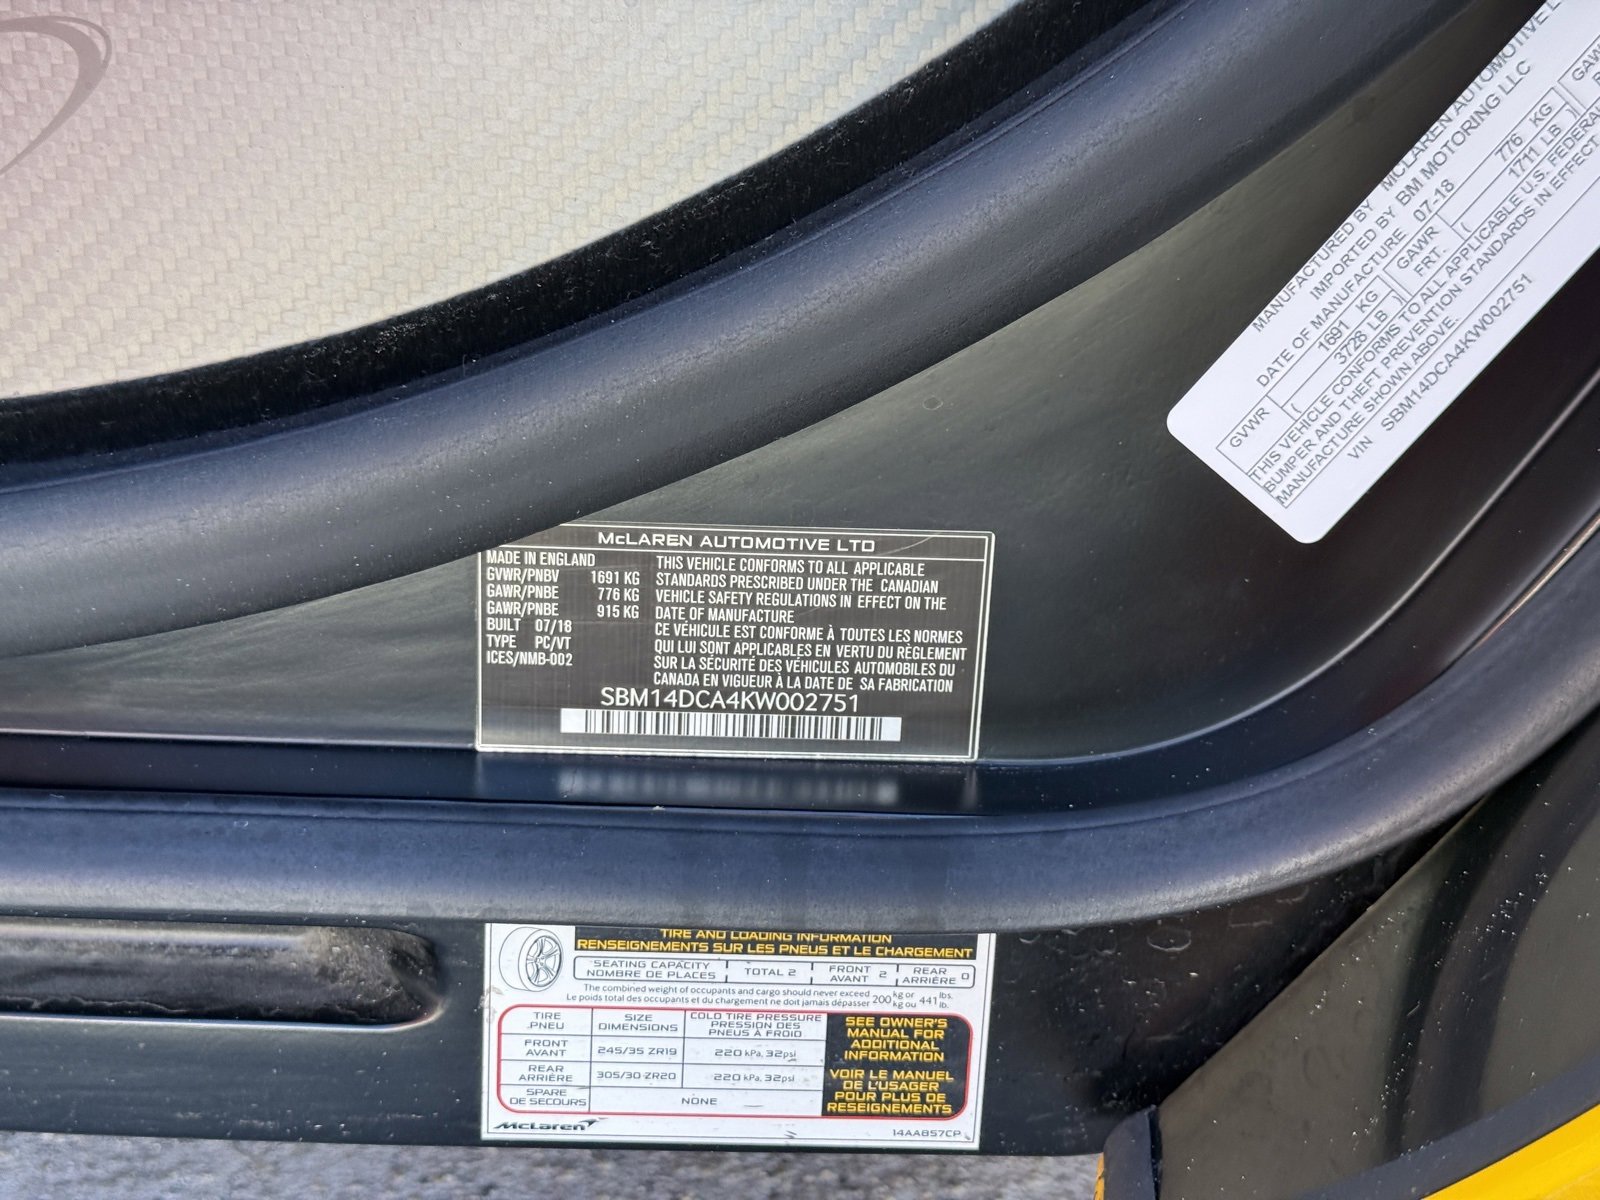 MANUFACTURED BY MCLAREN AUTOMOTIVE
IMPORTED BY BM MOTORING LLC
DATE OF MANUFACTURE 07-18
GVWR 1691 KG GAWR 776 KG
( 3728 LB ) FRT. ( 1711 LB )
THIS VEHICLE CONFORMS TO ALL APPLICABLE U.S. FEDERAL
BUMPER AND THEFT PREVENTION STANDARDS IN EFFECT
MANUFACTURE SHOWN ABOVE.
VIN SBM14DCA4KW002751
McLAREN AUTOMOTIVE LTD
MADE IN ENGLAND
GVWR/PNBV 1691 KG
GAWR/PNBE 776 KG
GAWR/PNBE 915 KG
BUILT 07/18
TYPE PC/VT
ICES/NMB-002
THIS VEHICLE CONFORMS TO ALL APPLICABLE
STANDARDS PRESCRIBED UNDER THE CANADIAN
VEHICLE SAFETY REGULATIONS IN EFFECT ON THE
DATE OF MANUFACTURE
CE VÉHICULE EST CONFORME À TOUTES LES NORMES
QUI LUI SONT APPLICABLES EN VERTU DU RÈGLEMENT
SUR LA SÉCURITÉ DES VÉHICULES AUTOMOBILES DU
CANADA EN VIGUEUR À LA DATE DE SA FABRICATION
SBM14DCA4KW002751
TIRE AND LOADING INFORMATION
RENSEIGNEMENTS SUR LES PNEUS ET LE CHARGEMENT
SEATING CAPACITY
NOMBRE DE PLACES
TOTAL 2
FRONT
AVANT 2
REAR
ARRIÈRE 0
The combined weight of occupants and cargo should never exceed 200 kg or 441 lbs.
Le poids total des occupants et du chargement ne doit jamais dépasser 200 kg ou 441 lb.
TIRE
PNEU
SIZE
DIMENSIONS
COLD TIRE PRESSURE
PRESSION DES
PNEUS À FROID
FRONT
AVANT
245/35 ZR19
220 kPa, 32psi
REAR
ARRIÈRE
305/30 ZR20
220 kPa, 32psi
SPARE
DE SECOURS
NONE
SEE OWNER'S
MANUAL FOR
ADDITIONAL
INFORMATION
VOIR LE MANUEL
DE L'USAGER
POUR PLUS DE
RESEIGNEMENTS
McLaren
14AA857CP